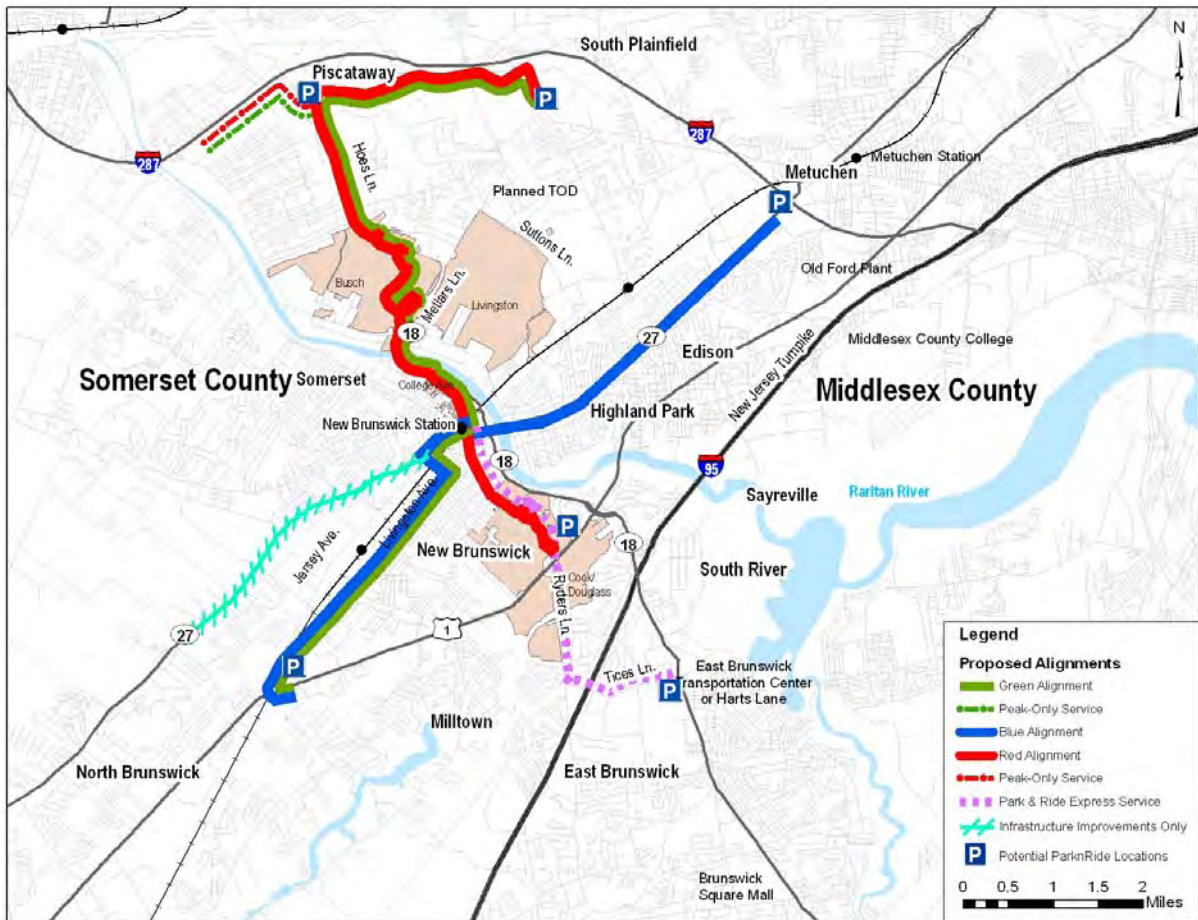 South Plainfield
N
Piscataway
P
P
287
287
Metuchen Station
Metuchen
Hoes Ln.
Planned TOD
P
Suttons Ln.
Old Ford Plant
Busch
Metlars Ln.
Livingston
18
27
Edison
Middlesex County College
New Jersey Turnpike
Somerset County
Somerset
College Ave.
Middlesex County
Highland Park
New Brunswick Station
18
95
Sayreville
Raritan River
Livingston Ave.
Jersey Ave.
New Brunswick
P
18
South River
Cook/
Douglass
Ryders Ln.
27
1
P
Tices Ln.
East Brunswick
Transportation Center
or Harts Lane
P
Milltown
North Brunswick
East Brunswick
Brunswick
Square Mall
Legend
Proposed Alignments
Green Alignment
Peak-Only Service
Blue Alignment
Red Alignment
Peak-Only Service
Park & Ride Express Service
Infrastructure Improvements Only
P Potential ParknRide Locations
0 0.5 1 1.5 2
Miles